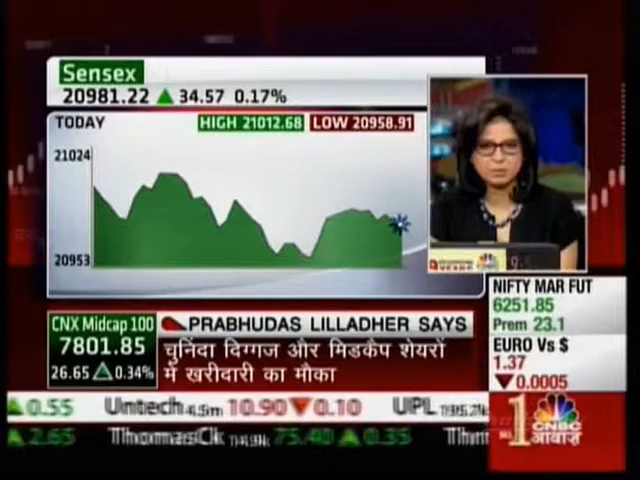 Sensex
20981.22 ▲ 34.57 0.17%
TODAY
HIGH 21012.68 LOW 20958.91
21024
20953
NIFTY MAR FUT
6251.85
Prem 23.1
EURO Vs $
1.37
▼0.0005
CNX Midcap 100
7801.85
26.65 ▲ 0.34%
PRABHUDAS LILLADHER SAYS
चुनिंदा दिग्गज और मिडकैप शेयरों
में खरीदारी का मौका
▲ 0.55 Unitech 10.90 ▼ 0.10 UPL
▲ 2.65 ThomasCk 75.40 ▲ 0.35
No. 1
CNBC
आवाज़